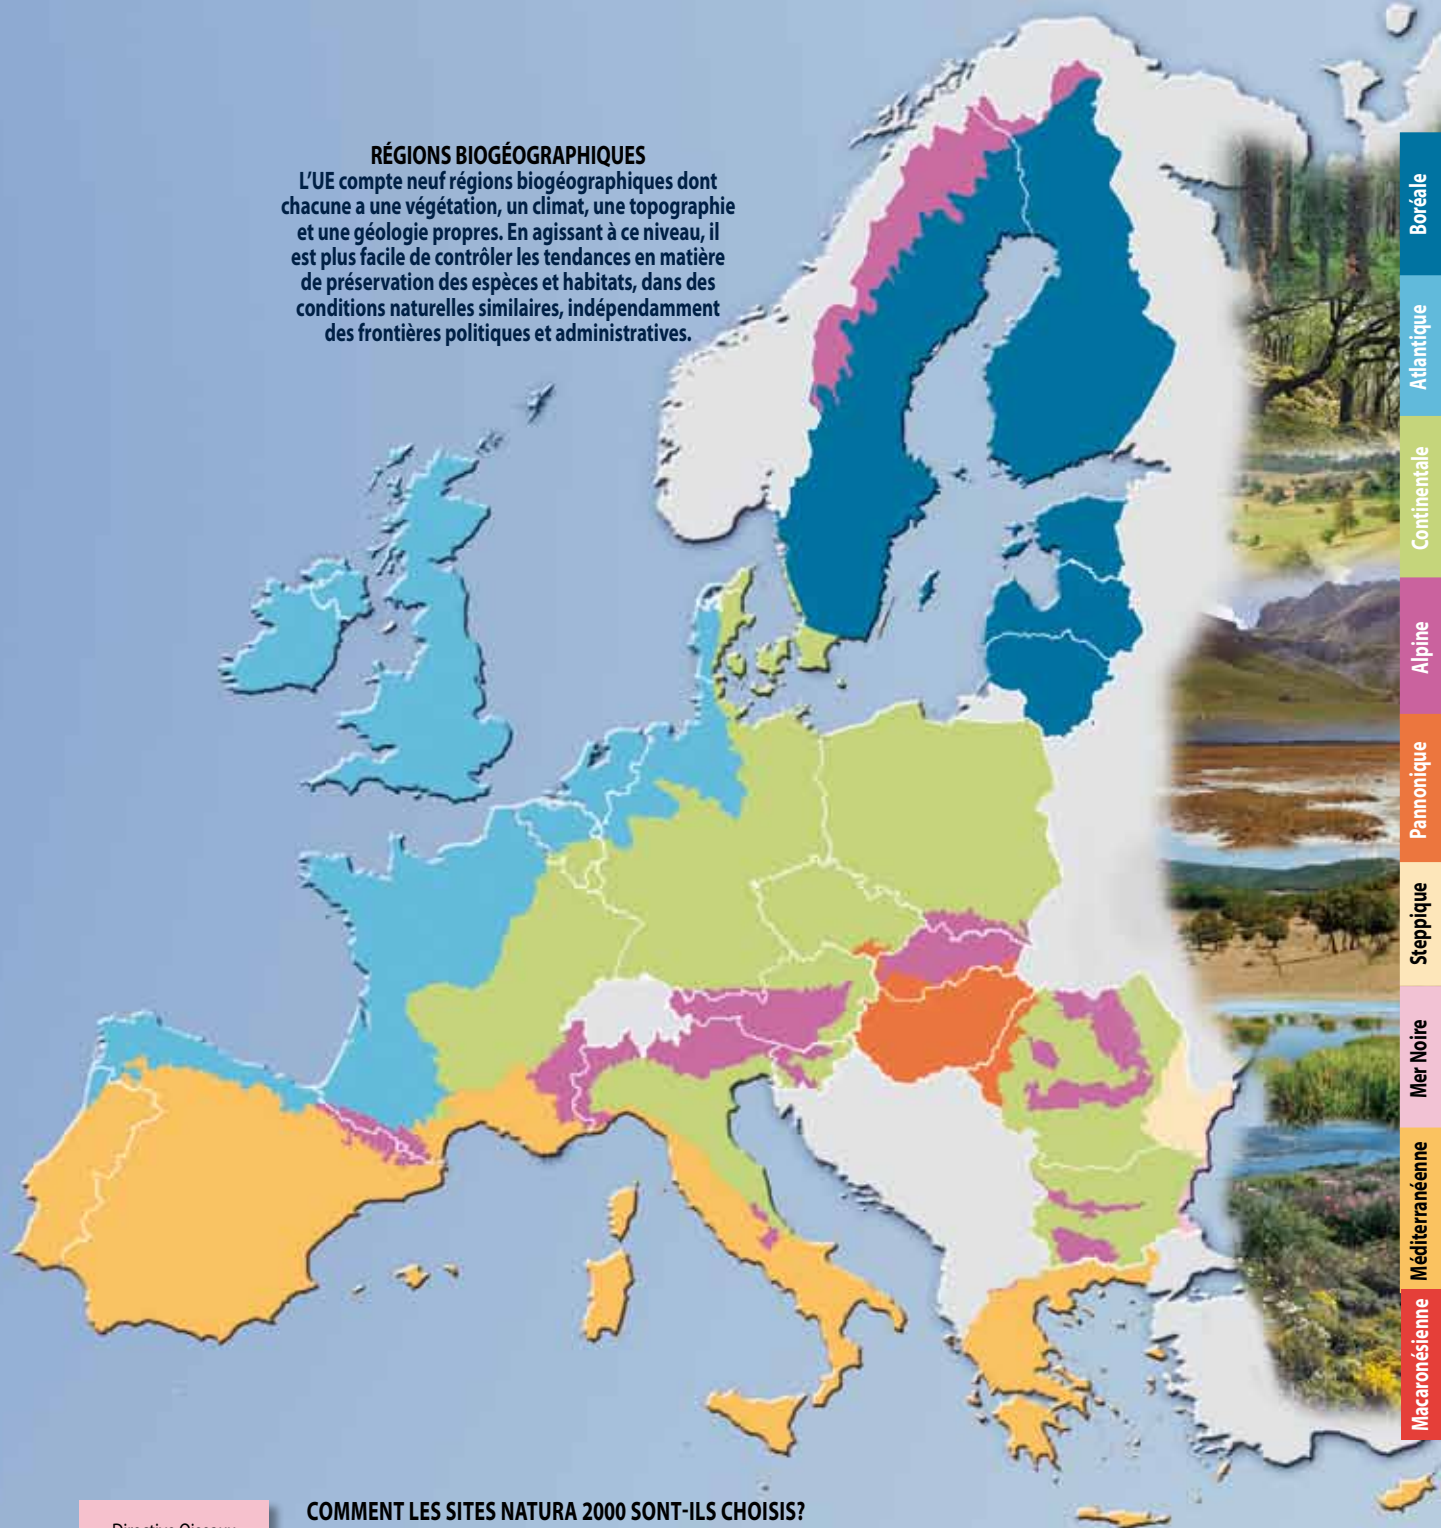 RÉGIONS BIOGÉOGRAPHIQUES
L'UE compte neuf régions biogéographiques dont
chacune a une végétation, un climat, une topographie
et une géologie propres. En agissant à ce niveau, il
est plus facile de contrôler les tendances en matière
de préservation des espèces et habitats, dans des
conditions naturelles similaires, indépendamment
des frontières politiques et administratives.
Boréale
Atlantique
Continentale
Alpine
Pannonique
Steppique
Mer Noire
Méditerranéenne
Macaronésienne
COMMENT LES SITES NATURA 2000 SONT-ILS CHOISIS?
Directive Oiseaux